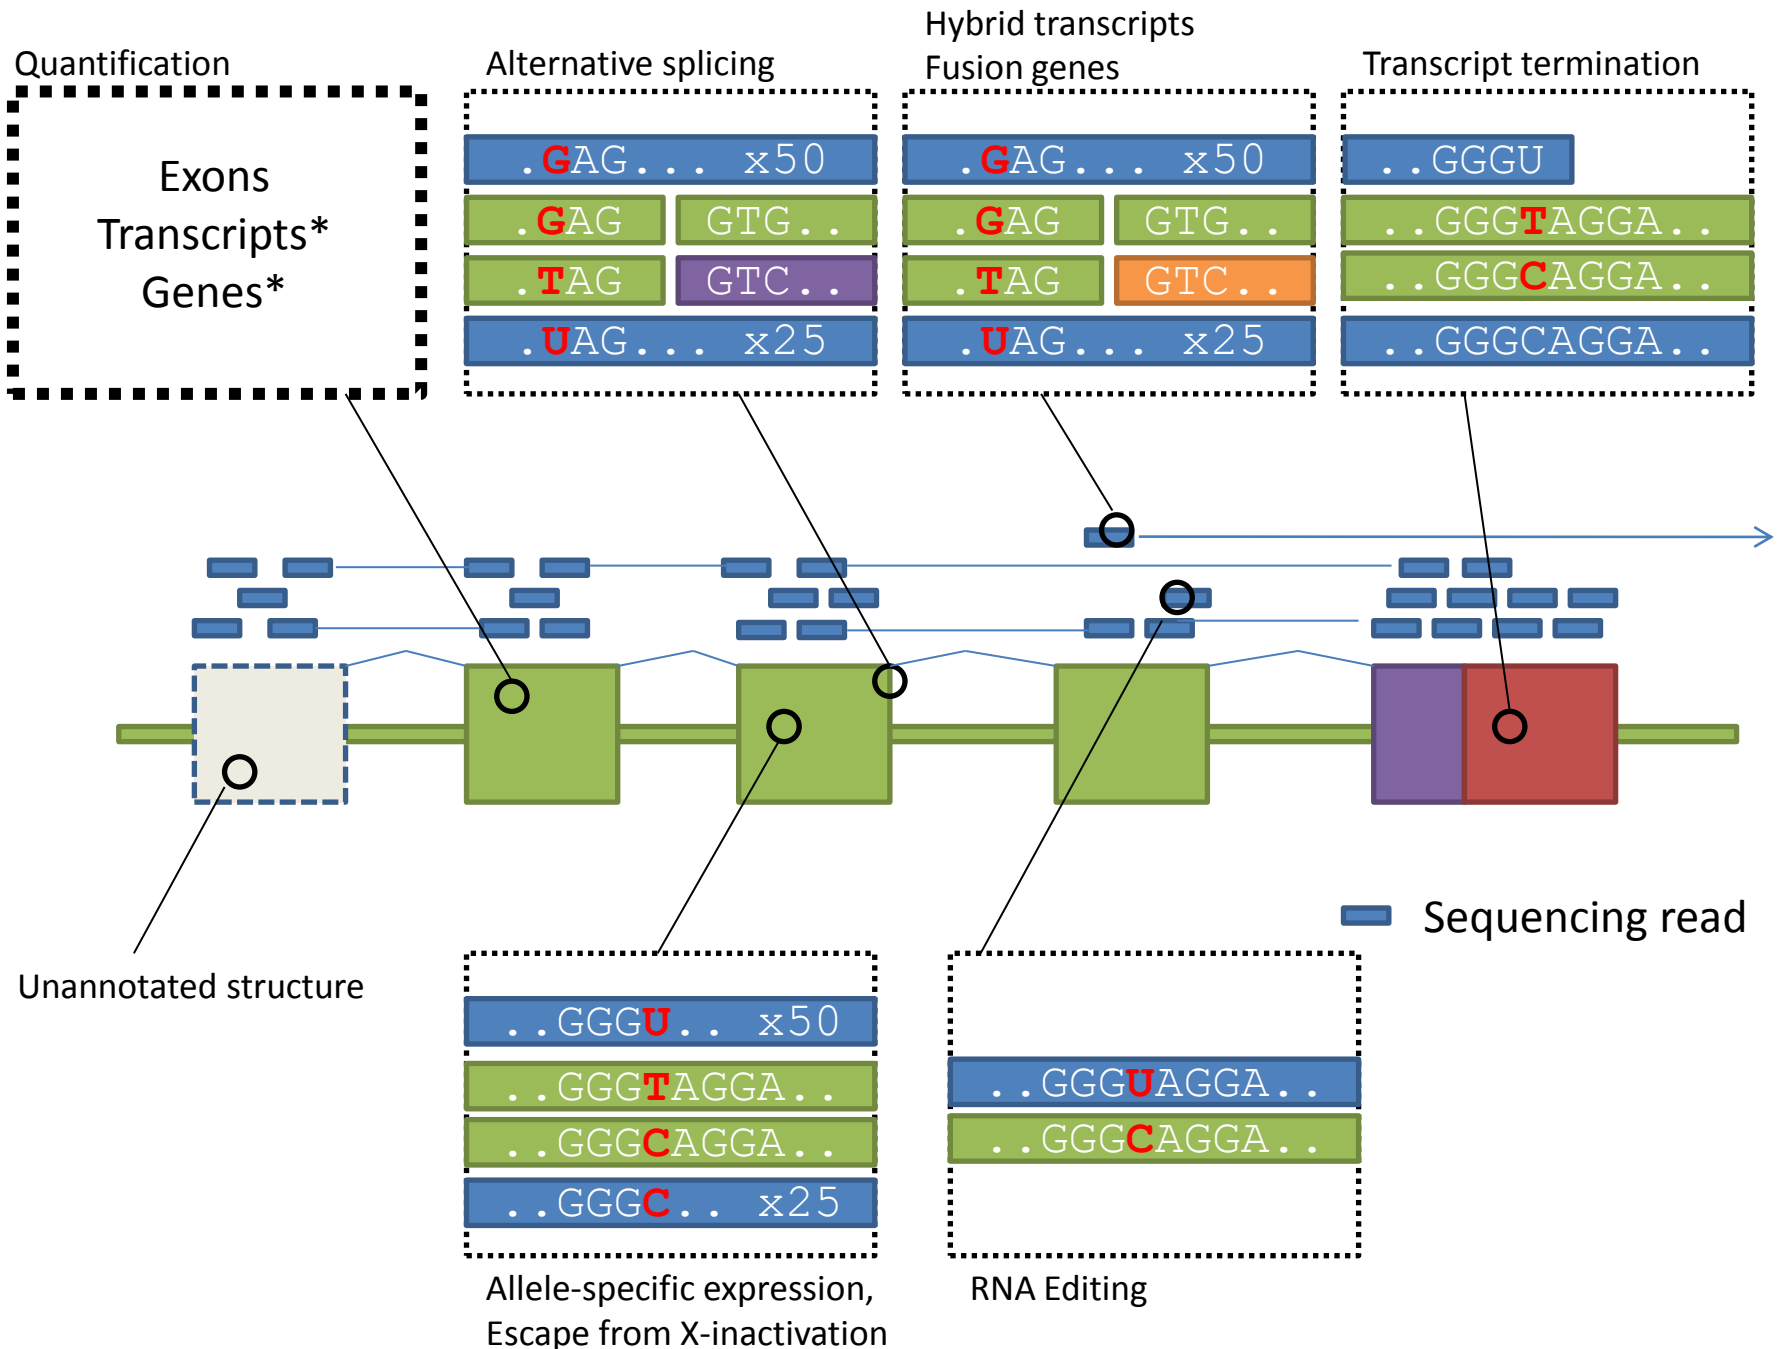 Quantification
Exons
Transcripts*
Genes*
Alternative splicing
.GAG... x50
.GAG GTG..
.TAG GTC..
.UAG... x25
Hybrid transcripts
Fusion genes
.GAG... x50
.GAG GTG..
.TAG GTC..
.UAG... x25
Transcript termination
..GGGU
..GGGTAGGA..
..GGGCAGGA..
..GGGCAGGA..
Sequencing read
Unannotated structure
..GGGU.. x50
..GGGTAGGA..
..GGGCAGGA..
..GGGC.. x25
Allele-specific expression,
Escape from X-inactivation
..GGGUAGGA..
..GGGCAGGA..
RNA Editing